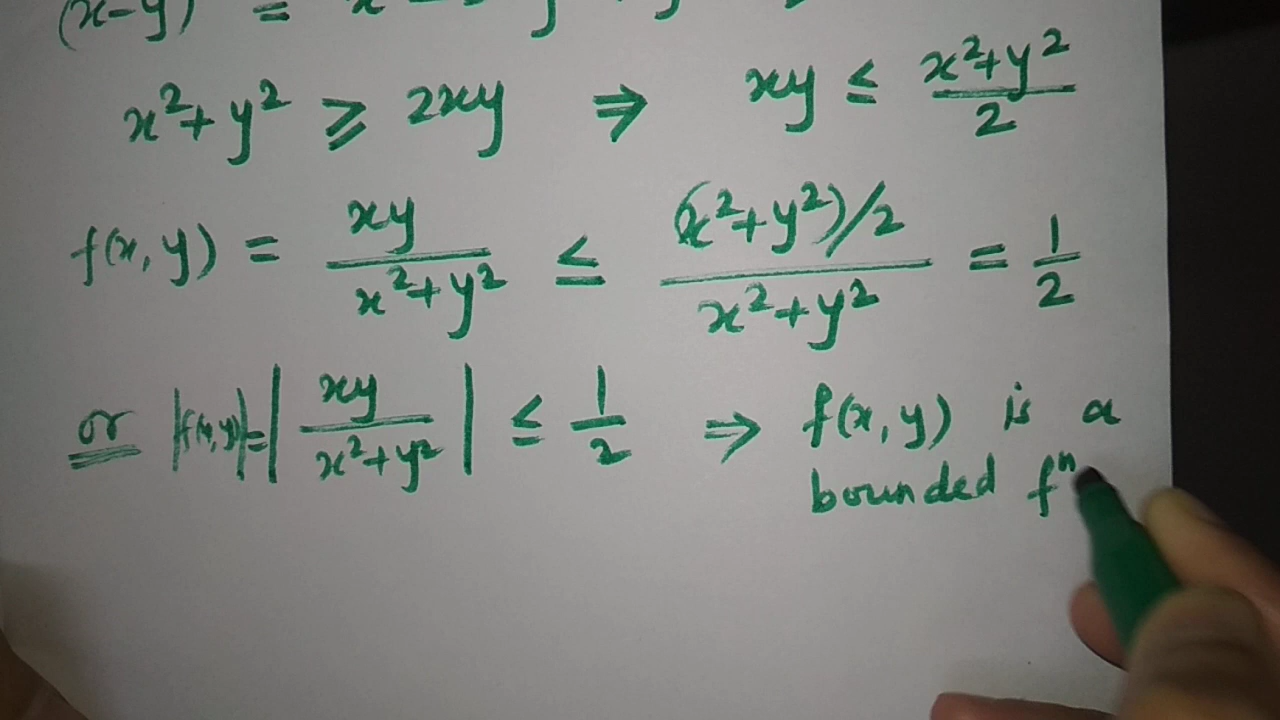 (x-y) =
x²+y² ≥ 2xy ⇒ xy ≤ (x²+y²)/2
f(x,y) = xy/(x²+y²) ≤ ((x²+y²)/2)/(x²+y²) = 1/2
or |f(x,y)|=|xy/(x²+y²)| ≤ 1/2 ⇒ f(x,y) is a
bounded fⁿ